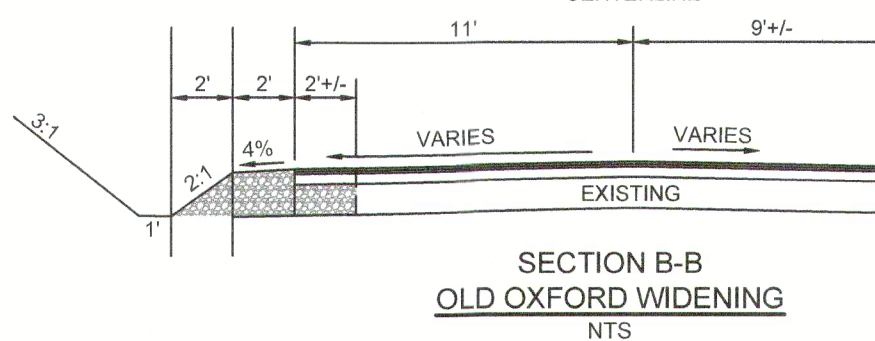 11' 9'+/-
2' 2' 2'+/-
3:1
VARIES VARIES
4%
2:1
EXISTING
1'
SECTION B-B
OLD OXFORD WIDENING
NTS